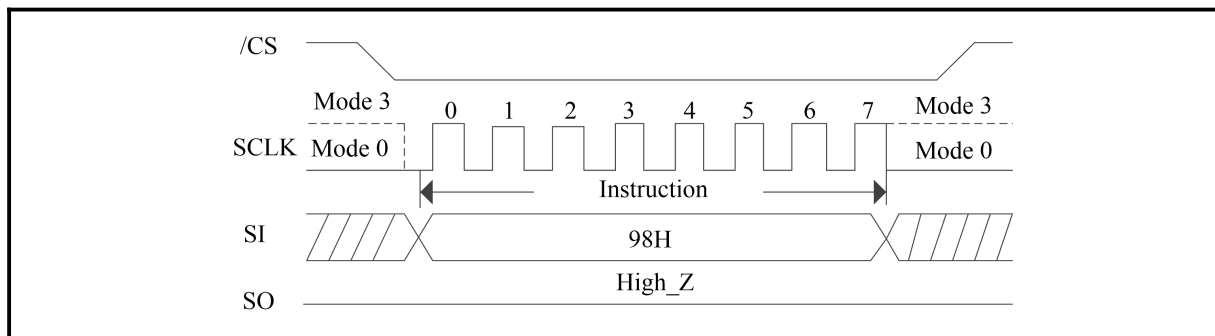 /CS
Mode 3 0 1 2 3 4 5 6 7 Mode 3
SCLK Mode 0 Mode 0
Instruction
SI 98H
High_Z
SO